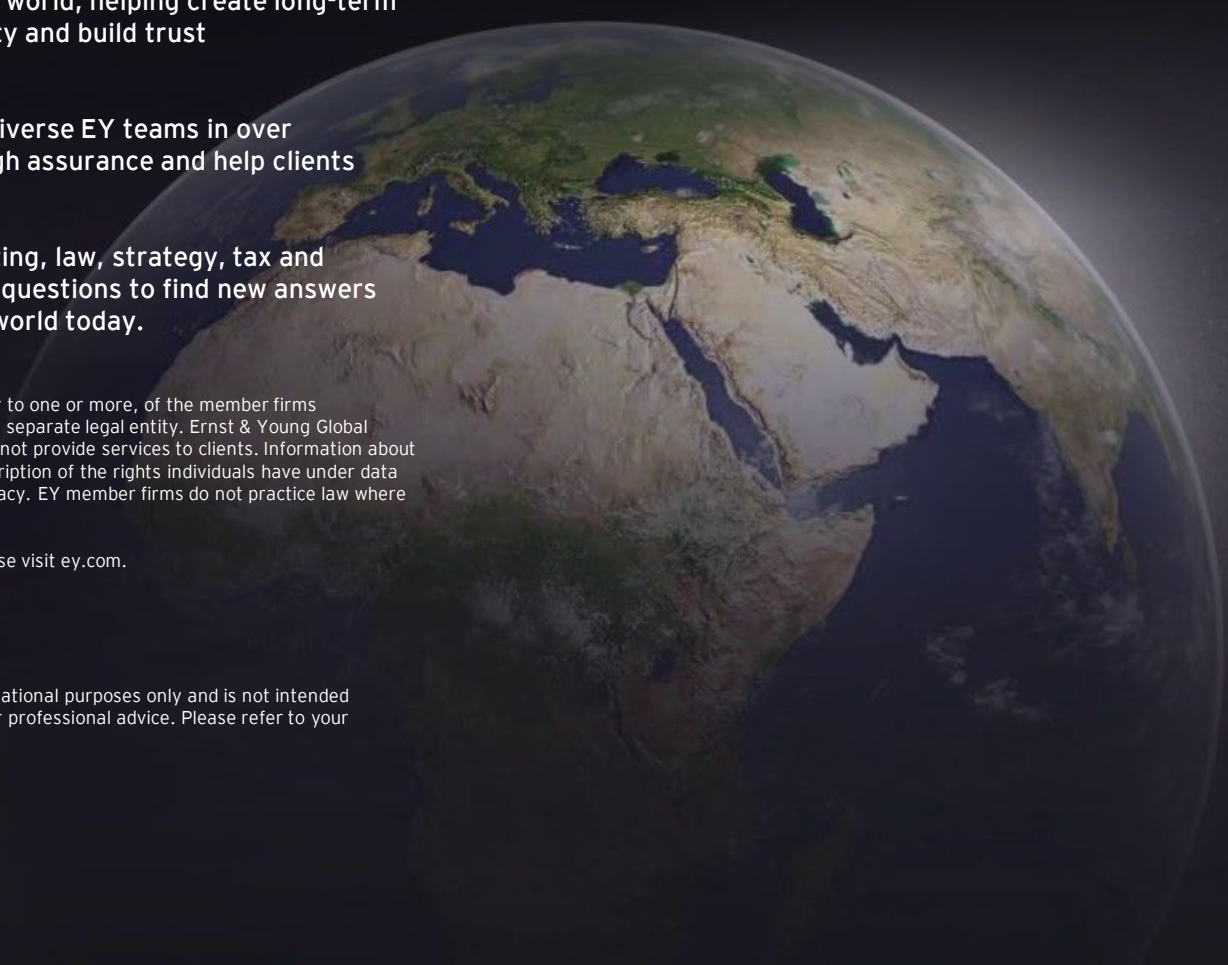 world, helping create long-term
ty and build trust
iverse EY teams in over
gh assurance and help clients
ting, law, strategy, tax and
questions to find new answers
world today.
r to one or more, of the member firms
separate legal entity. Ernst & Young Global
not provide services to clients. Information about
ription of the rights individuals have under data
acy. EY member firms do not practice law where
se visit ey.com.
ational purposes only and is not intended
r professional advice. Please refer to your